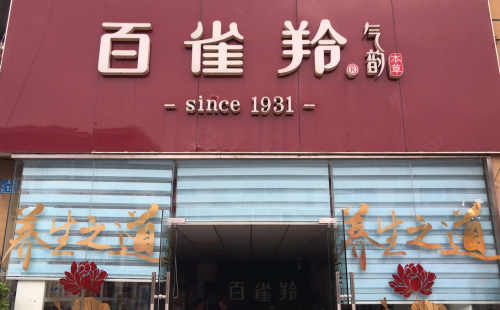 百雀羚 气韵 本草 ®
- since 1931 -
养生之道 养生之道
百雀羚